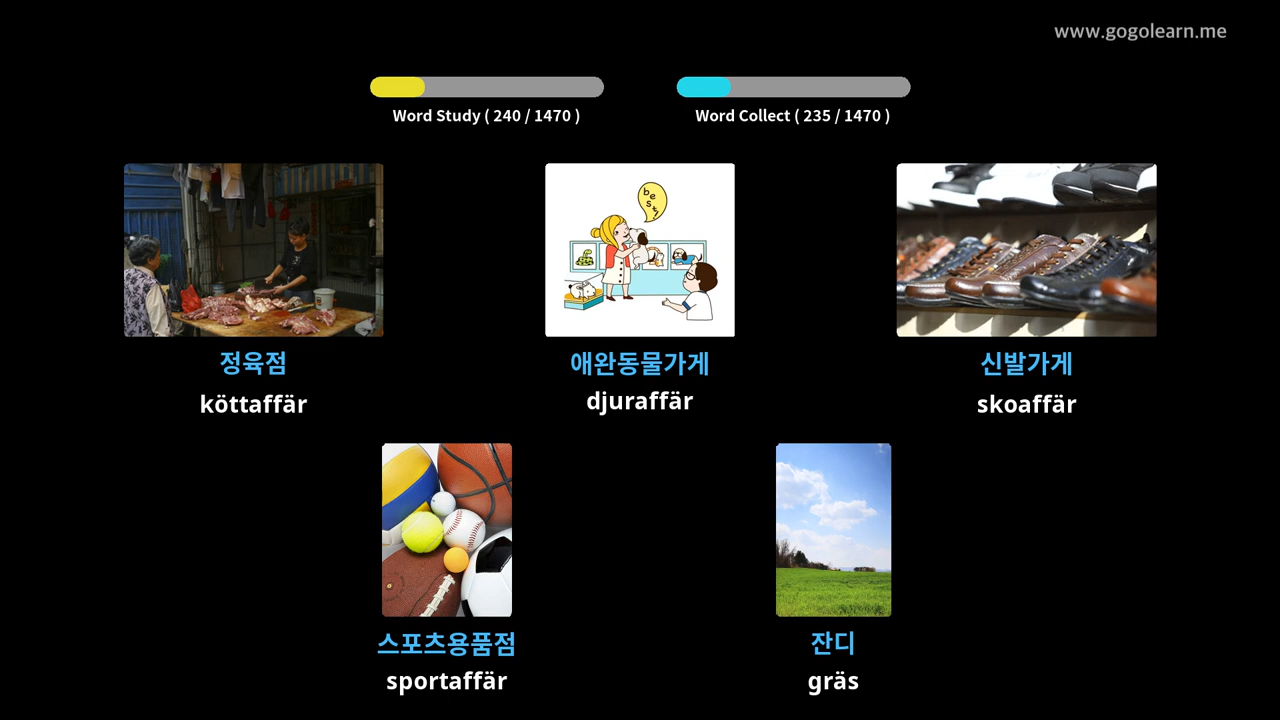 www.gogolearn.me
Word Study ( 240 / 1470 )
Word Collect ( 235 / 1470 )
best!
정육점
köttaffär
애완동물가게
djuraffär
신발가게
skoaffär
스포츠용품점
sportaffär
잔디
gräs